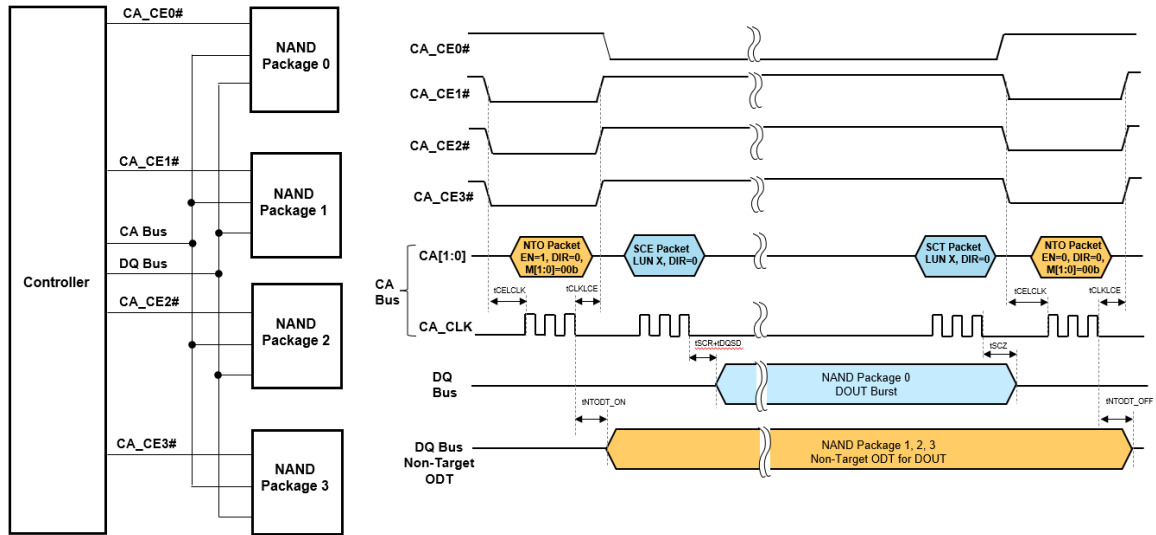 CA_CE0#
NAND
Package 0
CA_CE1#
NAND
Package 1
CA Bus
DQ Bus
Controller
CA_CE2#
NAND
Package 2
CA_CE3#
NAND
Package 3
CA_CE0#
CA_CE1#
CA_CE2#
CA_CE3#
CA
Bus
CA[1:0]
NTO Packet
EN=1, DIR=0,
M[1:0]=00b
SCE Packet
LUN X, DIR=0
SCT Packet
LUN X, DIR=0
NTO Packet
EN=0, DIR=0,
M[1:0]=00b
tCELCLK
tCLKLCE
tCELCLK
tCLKLCE
CA_CLK
tSCR+tDQSD
tSCZ
DQ
Bus
NAND Package 0
DOUT Burst
tNTODT_ON
tNTODT_OFF
DQ Bus
Non-Target
ODT
NAND Package 1, 2, 3
Non-Target ODT for DOUT